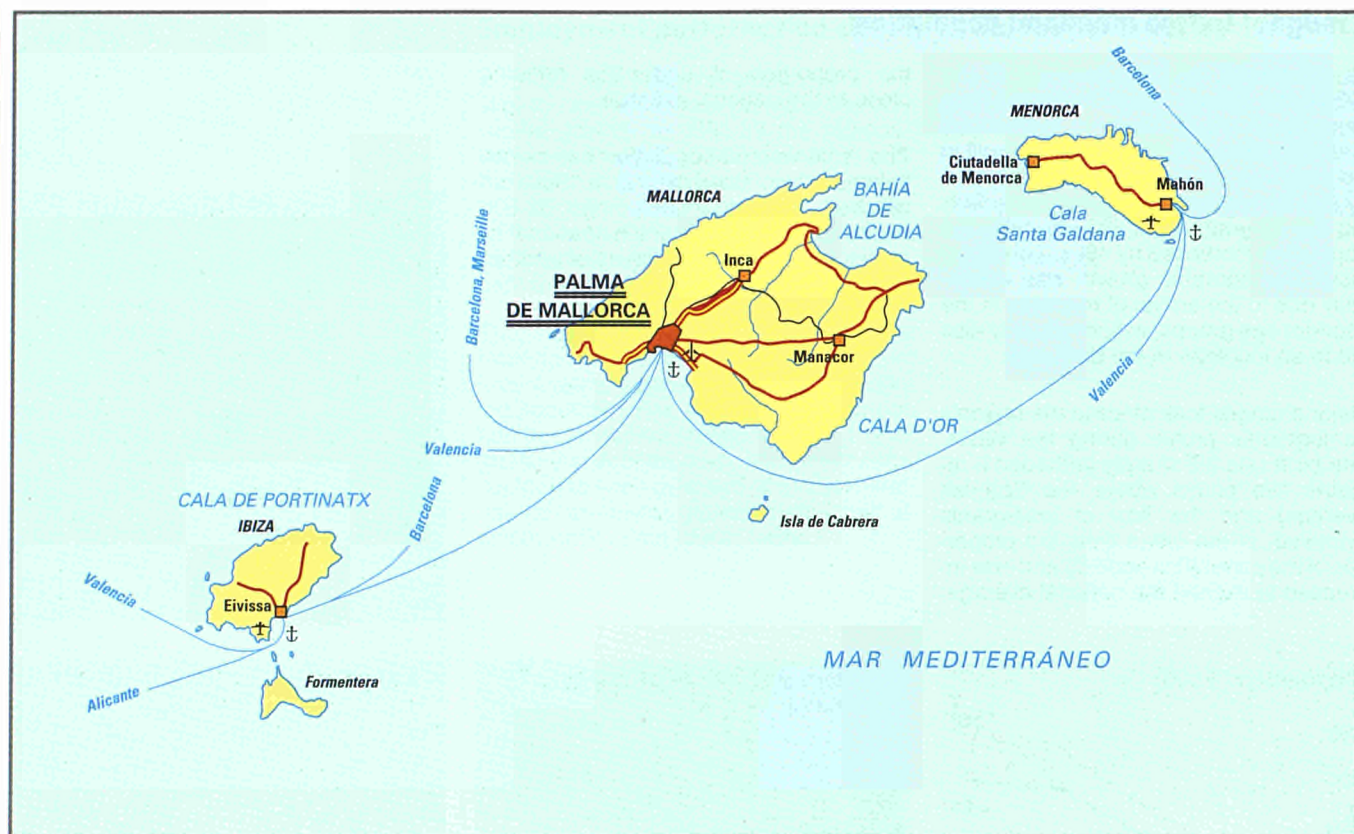 Barcelona
MENORCA
Ciutadella
de Menorca
Mahón
Cala
Santa Galdana
MALLORCA
BAHÍA
DE
ALCUDIA
Barcelona, Marseille
Inca
PALMA
DE MALLORCA
Manacor
Valencia
CALA D'OR
Valencia
Barcelona
CALA DE PORTINATX
IBIZA
Isla de Cabrera
Valencia
Eivissa
MAR MEDITERRÁNEO
Alicante
Formentera